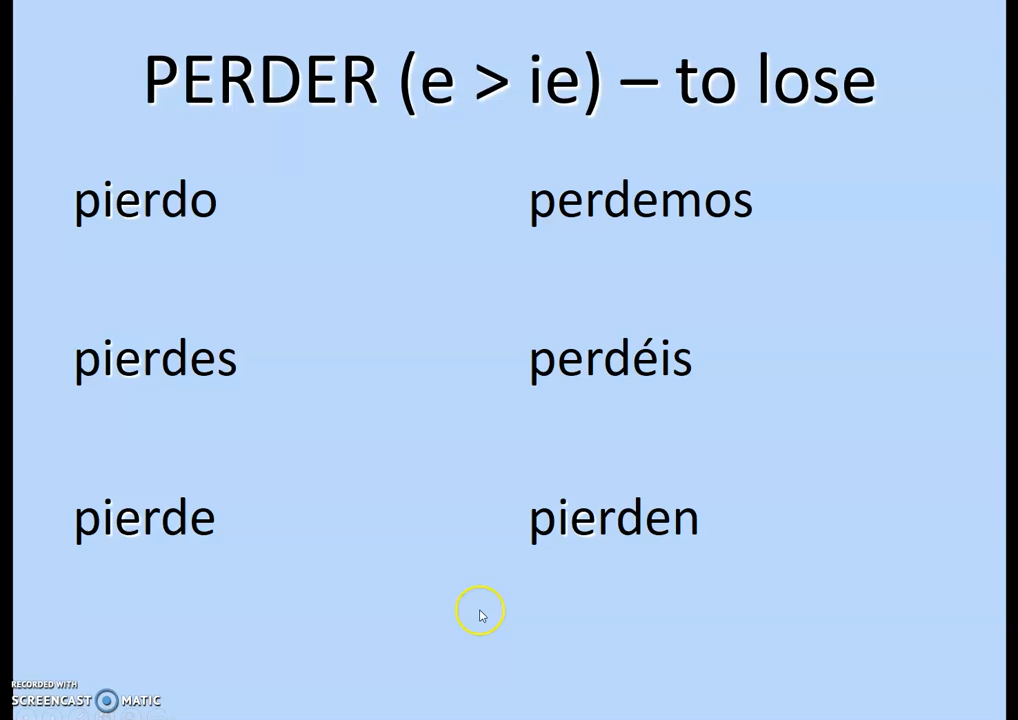 PERDER (e > ie) – to lose
pierdo
perdemos
pierdes
perdéis
pierde
pierden
RECORDED WITH
SCREENCAST MATIC